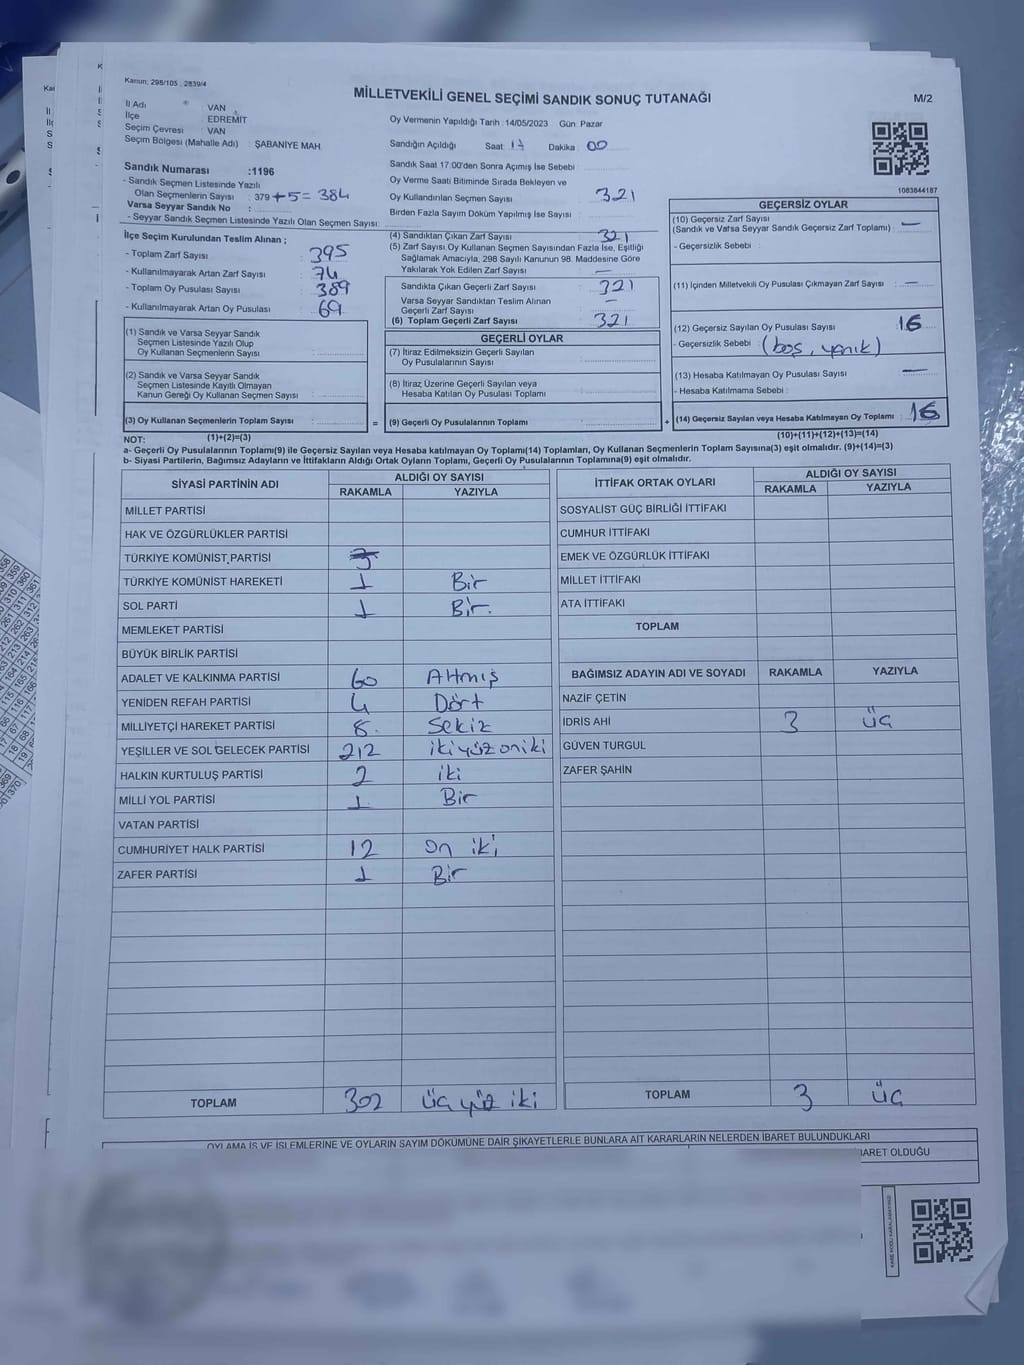 Kanun: 298/105 , 2839/4
MİLLETVEKİLİ GENEL SEÇİMİ SANDIK SONUÇ TUTANAĞI
M/2
İl Adı : VAN
İlçe : EDREMİT
Seçim Çevresi : VAN
Seçim Bölgesi (Mahalle Adı) : ŞABANİYE MAH.
Oy Vermenin Yapıldığı Tarih :14/05/2023 Gün: Pazar
Sandığın Açıldığı Saat: 17 Dakika: 00
Sandık Saat 17:00'den Sonra Açımış İse Sebebi :
Sandık Numarası :1196
- Sandık Seçmen Listesinde Yazılı
Olan Seçmenlerin Sayısı : 379 +5= 384
Varsa Seyyar Sandık No :
- Seyyar Sandık Seçmen Listesinde Yazılı Olan Seçmen Sayısı:
Oy Verme Saati Bitiminde Sırada Bekleyen ve
Oy Kullandırılan Seçmen Sayısı : 321
Birden Fazla Sayım Döküm Yapılmış İse Sayısı :
1083844187
İlçe Seçim Kurulundan Teslim Alınan ;
- Toplam Zarf Sayısı : 395
- Kullanılmayarak Artan Zarf Sayısı : 74
- Toplam Oy Pusulası Sayısı : 389
- Kullanılmayarak Artan Oy Pusulası : 69
(4) Sandıktan Çıkan Zarf Sayısı : 321
(5) Zarf Sayısı,Oy Kullanan Seçmen Sayısından Fazla İse, Eşitliği
Sağlamak Amacıyla, 298 Sayılı Kanunun 98. Maddesine Göre
Yakılarak Yok Edilen Zarf Sayısı : —
Sandıkta Çıkan Geçerli Zarf Sayısı : 321
Varsa Seyyar Sandıktan Teslim Alınan
Geçerli Zarf Sayısı : —
(6) Toplam Geçerli Zarf Sayısı : 321
GEÇERSİZ OYLAR
(10) Geçersiz Zarf Sayısı : —
(Sandık ve Varsa Seyyar Sandık Geçersiz Zarf Toplamı)
- Geçersizlik Sebebi :
(11) İçinden Milletvekili Oy Pusulası Çıkmayan Zarf Sayısı : —
(12) Geçersiz Sayılan Oy Pusulası Sayısı : 16
- Geçersizlik Sebebi : (boş, yanık)
(13) Hesaba Katılmayan Oy Pusulası Sayısı : —
- Hesaba Katılmama Sebebi :
(14) Geçersiz Sayılan veya Hesaba Katılmayan Oy Toplamı : 16
(10)+(11)+(12)+(13)=(14)
(1) Sandık ve Varsa Seyyar Sandık
Seçmen Listesinde Yazılı Olup
Oy Kullanan Seçmenlerin Sayısı :
(2) Sandık ve Varsa Seyyar Sandık
Seçmen Listesinde Kayıtlı Olmayan
Kanun Gereği Oy Kullanan Seçmen Sayısı :
(3) Oy Kullanan Seçmenlerin Toplam Sayısı :
(1)+(2)=(3)
=
GEÇERLİ OYLAR
(7) İtiraz Edilmeksizin Geçerli Sayılan
Oy Pusulalarının Sayısı :
(8) İtiraz Üzerine Geçerli Sayılan veya
Hesaba Katılan Oy Pusulası Toplamı :
(9) Geçerli Oy Pusulalarının Toplamı :
+
NOT:
a- Geçerli Oy Pusulalarının Toplamı(9) ile Geçersiz Sayılan veya Hesaba katılmayan Oy Toplamı(14) Toplamları, Oy Kullanan Seçmenlerin Toplam Sayısına(3) eşit olmalıdır. (9)+(14)=(3)
b- Siyasi Partilerin, Bağımsız Adayların ve İttifakların Aldığı Ortak Oyların Toplamı, Geçerli Oy Pusulalarının Toplamına(9) eşit olmalıdır.
SİYASİ PARTİNİN ADI ALDIĞI OY SAYISI
RAKAMLA YAZIYLA
MİLLET PARTİSİ
HAK VE ÖZGÜRLÜKLER PARTİSİ
TÜRKİYE KOMÜNİST PARTİSİ
TÜRKİYE KOMÜNİST HAREKETİ 1 Bir
SOL PARTİ 1 Bir.
MEMLEKET PARTİSİ
BÜYÜK BİRLİK PARTİSİ
ADALET VE KALKINMA PARTİSİ 60 Altmış
YENİDEN REFAH PARTİSİ 4 Dört
MİLLİYETÇİ HAREKET PARTİSİ 8. Sekiz
YEŞİLLER VE SOL GELECEK PARTİSİ 212 ikiyüz oniki
HALKIN KURTULUŞ PARTİSİ 2 iki
MİLLİ YOL PARTİSİ 1 Bir
VATAN PARTİSİ
CUMHURİYET HALK PARTİSİ 12 on iki
ZAFER PARTİSİ 1 Bir
TOPLAM 302 üç yüz iki
İTTİFAK ORTAK OYLARI ALDIĞI OY SAYISI
RAKAMLA YAZIYLA
SOSYALİST GÜÇ BİRLİĞİ İTTİFAKI
CUMHUR İTTİFAKI
EMEK VE ÖZGÜRLÜK İTTİFAKI
MİLLET İTTİFAKI
ATA İTTİFAKI
TOPLAM
BAĞIMSIZ ADAYIN ADI VE SOYADI RAKAMLA YAZIYLA
NAZİF ÇETİN
İDRİS AHİ 3 üç
GÜVEN TURGUL
ZAFER ŞAHİN
TOPLAM 3 üç
OYLAMA İŞ VE İŞLEMLERİNE VE OYLARIN SAYIM DÖKÜMÜNE DAİR ŞİKAYETLERLE BUNLARA AİT KARARLARIN NELERDEN İBARET BULUNDUKLARI
BARET OLDUĞU